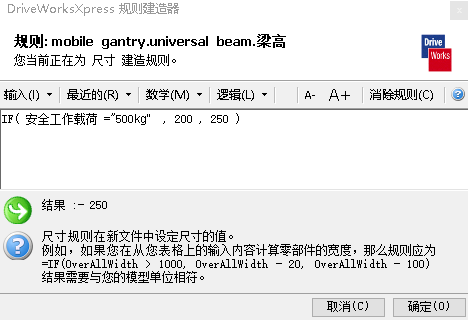 DriveWorksXpress 规则建造器
规则: mobile gantry.universal beam.梁高
您当前正在为 尺寸 建造规则。
Drive
Works
输入(I) 最近的(R) 数学(M) 逻辑(L) A- A+ 消除规则(C)
IF( 安全工作载荷 ="500kg" , 200 , 250 )
结果 :- 250
尺寸规则在新文件中设定尺寸的值。
例如，如果您在从您表格上的输入内容计算零部件的宽度，那么规则应为
=IF(OverAllWidth > 1000, OverAllWidth - 20, OverAllWidth - 100)
结果需要与您的模型单位相符。
取消(C) 确定(O)